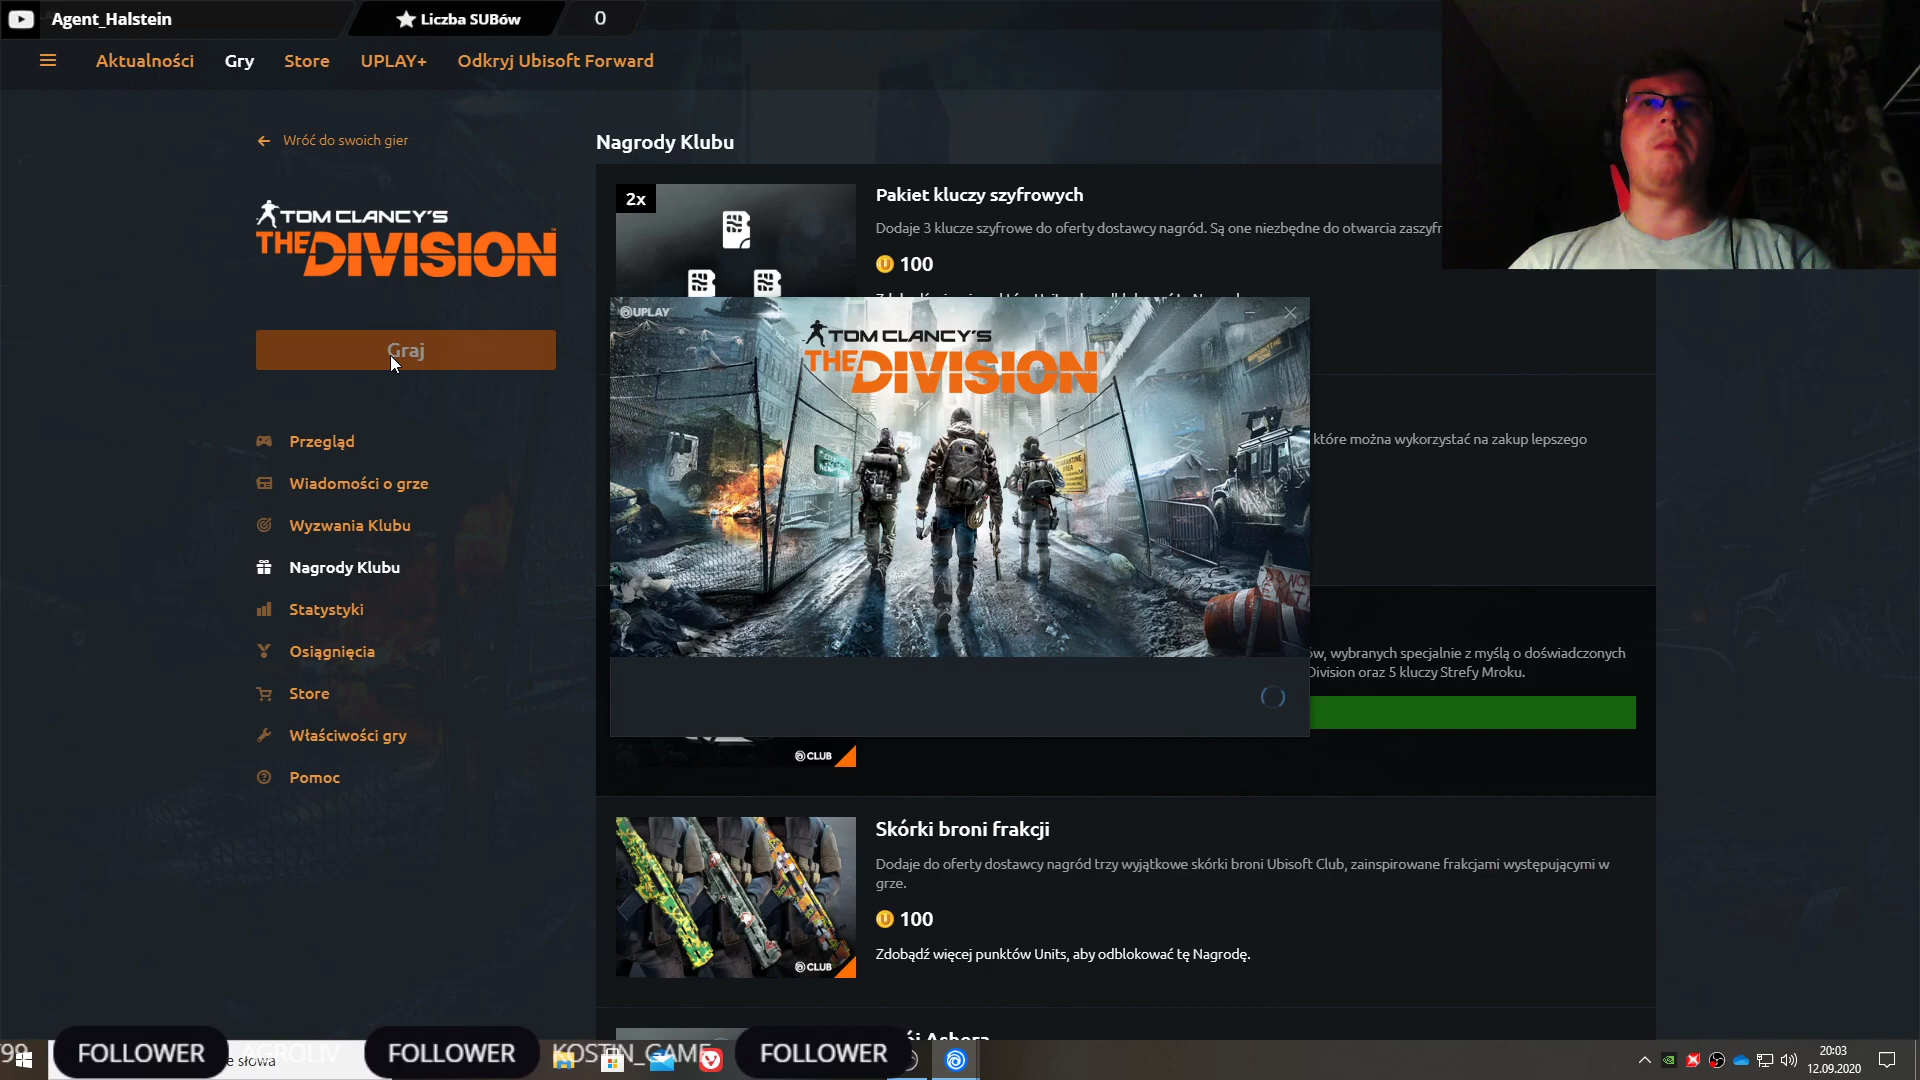 Agent_Halstein
Liczba SUBów
0
Aktualności
Gry
Store
UPLAY+
Odkryj Ubisoft Forward
Wróć do swoich gier
TOM CLANCY'S
THE DIVISION
Graj
Przegląd
Wiadomości o grze
Wyzwania Klubu
Nagrody Klubu
Statystyki
Osiągnięcia
Store
Właściwości gry
Pomoc
Nagrody Klubu
2x
Pakiet kluczy szyfrowych
Dodaje 3 klucze szyfrowe do oferty dostawcy nagród. Są one niezbędne do otwarcia zaszyfr
100
UPLAY
TOM CLANCY'S
THE DIVISION
które można wykorzystać na zakup lepszego
ów, wybranych specjalnie z myślą o doświadczonych
Division oraz 5 kluczy Strefy Mroku.
CLUB
Skórki broni frakcji
Dodaje do oferty dostawcy nagród trzy wyjątkowe skórki broni Ubisoft Club, zainspirowane frakcjami występującymi w
grze.
100
Zdobądź więcej punktów Units, aby odblokować tę Nagrodę.
CLUB
FOLLOWER
e słowa
FOLLOWER
KOSTIN_GAME
FOLLOWER
20:03
12.09.2020